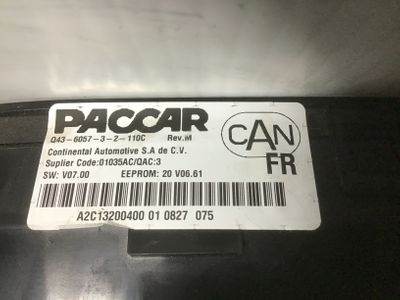 PACCAR
Q43-6057-3-2-110C Rev.M
Continental Automotive S.A de C.V.
Suplier Code:01035AC/QAC:3
SW: V07.00 EEPROM: 20 V06.61
A2C13200400 01 0827 075
CAN
FR